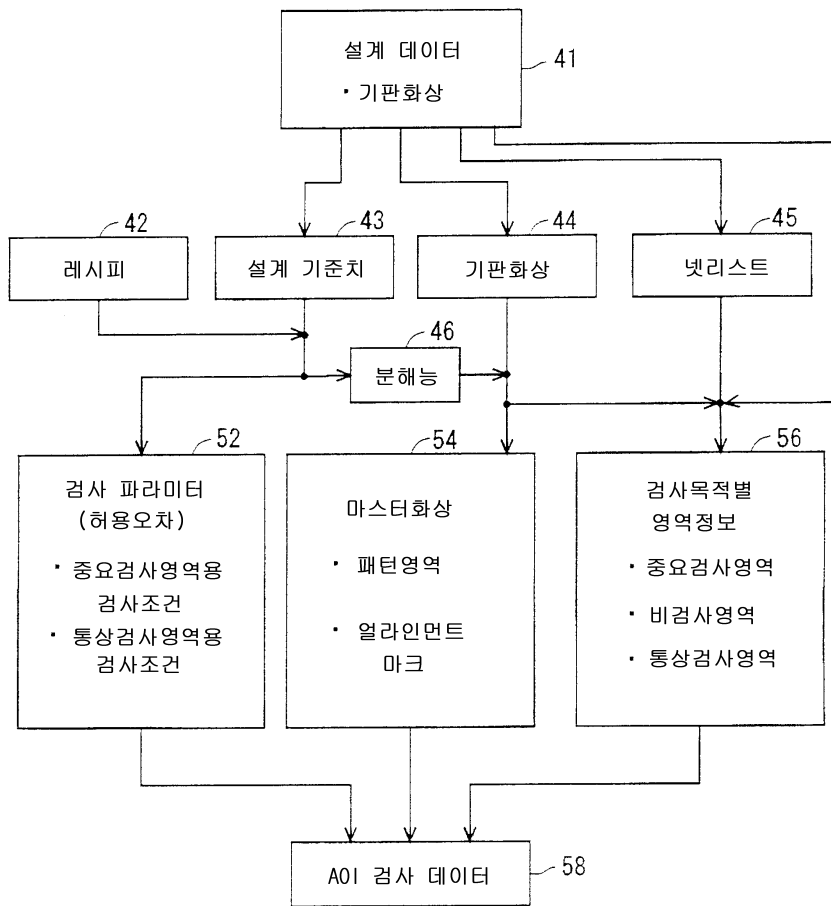 설계 데이터
· 기판화상
41
42
43
44
45
레시피
설계 기준치
기판화상
넷리스트
46
분해능
52
54
56
검사 파라미터
(허용오차)
· 중요검사영역용
검사조건
· 통상검사영역용
검사조건
마스터화상
· 패턴영역
· 얼라인먼트
마크
검사목적별
영역정보
· 중요검사영역
· 비검사영역
· 통상검사영역
AOI 검사 데이터
58